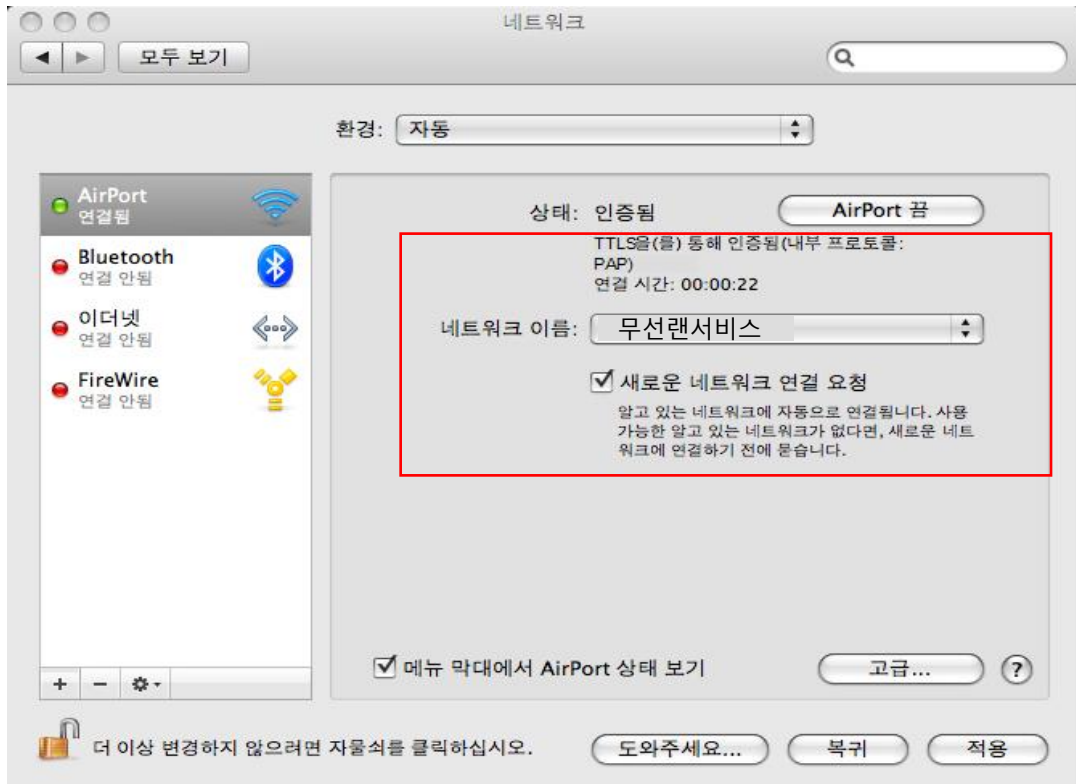 네트워크
모두 보기
환경: 자동
AirPort
연결됨
Bluetooth
연결 안됨
이더넷
연결 안됨
FireWire
연결 안됨
상태: 인증됨
AirPort 끔
TTLS을(를) 통해 인증됨(내부 프로토콜:
PAP)
연결 시간: 00:00:22
네트워크 이름: 무선랜서비스
새로운 네트워크 연결 요청
알고 있는 네트워크에 자동으로 연결됩니다. 사용
가능한 알고 있는 네트워크가 없다면, 새로운 네트
워크에 연결하기 전에 묻습니다.
메뉴 막대에서 AirPort 상태 보기
고급...
?
+ −
더 이상 변경하지 않으려면 자물쇠를 클릭하십시오.
도와주세요...
복귀
적용